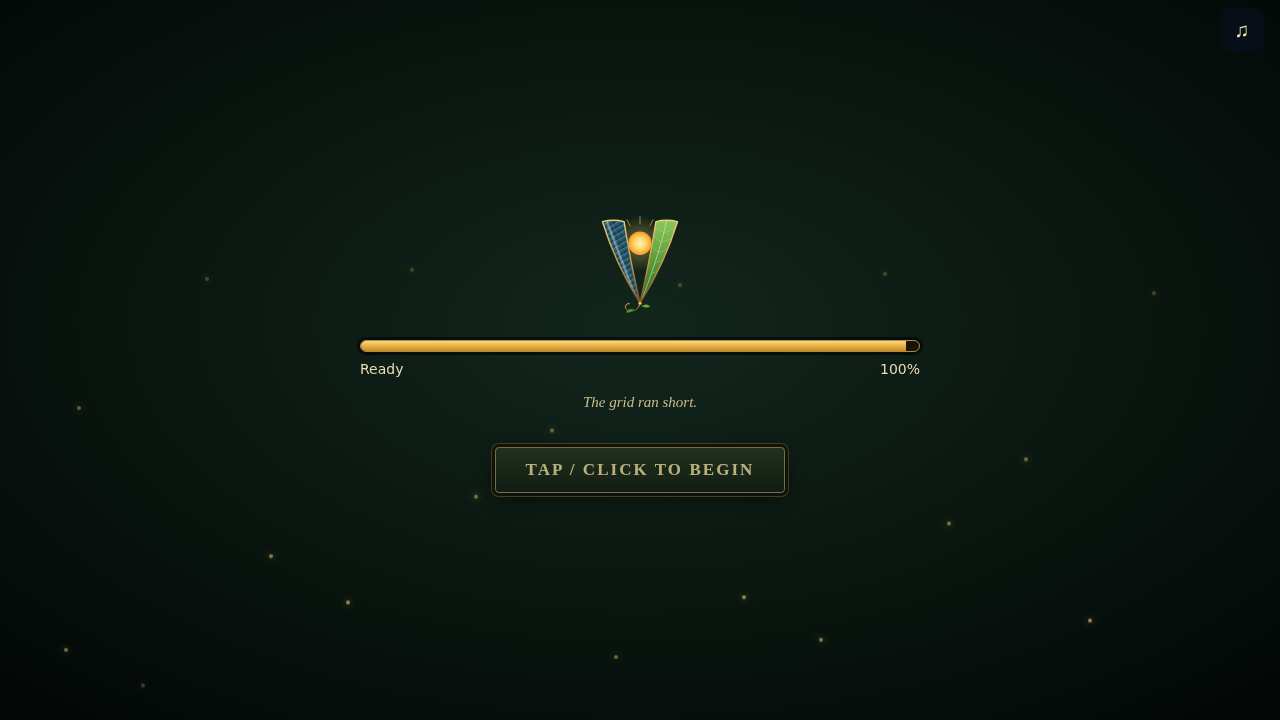 ♫
Ready 100%
The grid ran short.
TAP / CLICK TO BEGIN